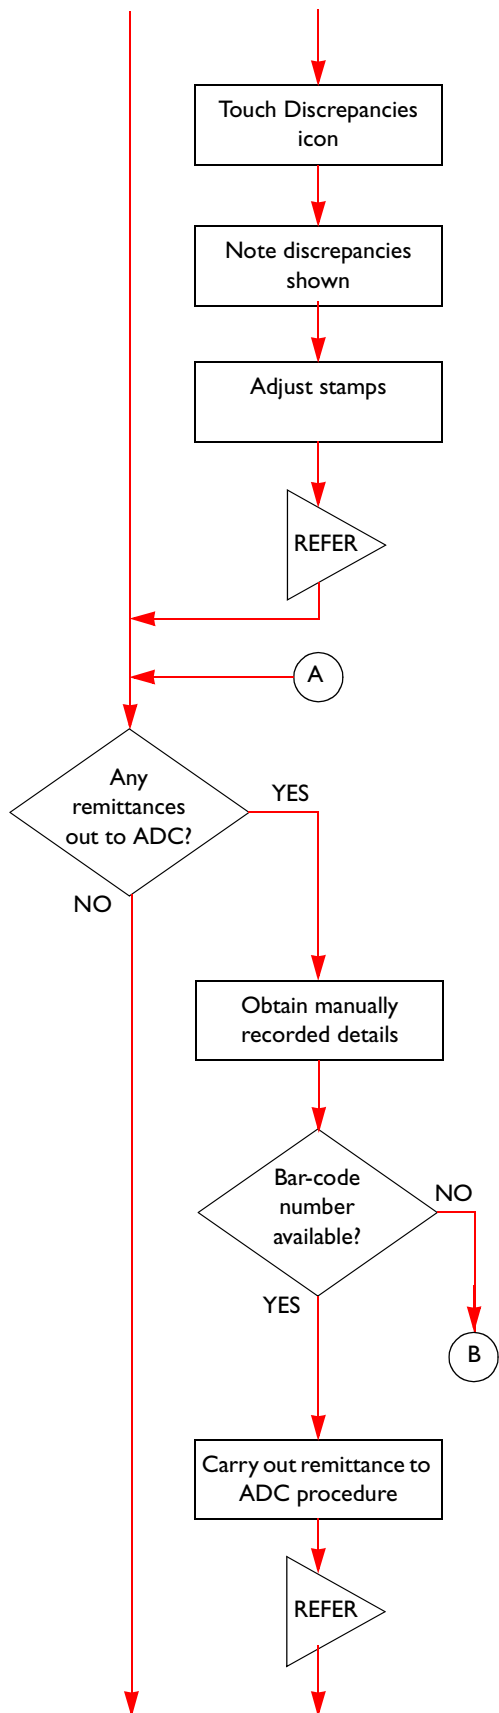 Touch Discrepancies
icon
Note discrepancies
shown
Adjust stamps
REFER
A
Any
remittances
out to ADC?
YES
NO
Obtain manually
recorded details
Bar-code
number
available?
NO
YES
B
Carry out remittance to
ADC procedure
REFER